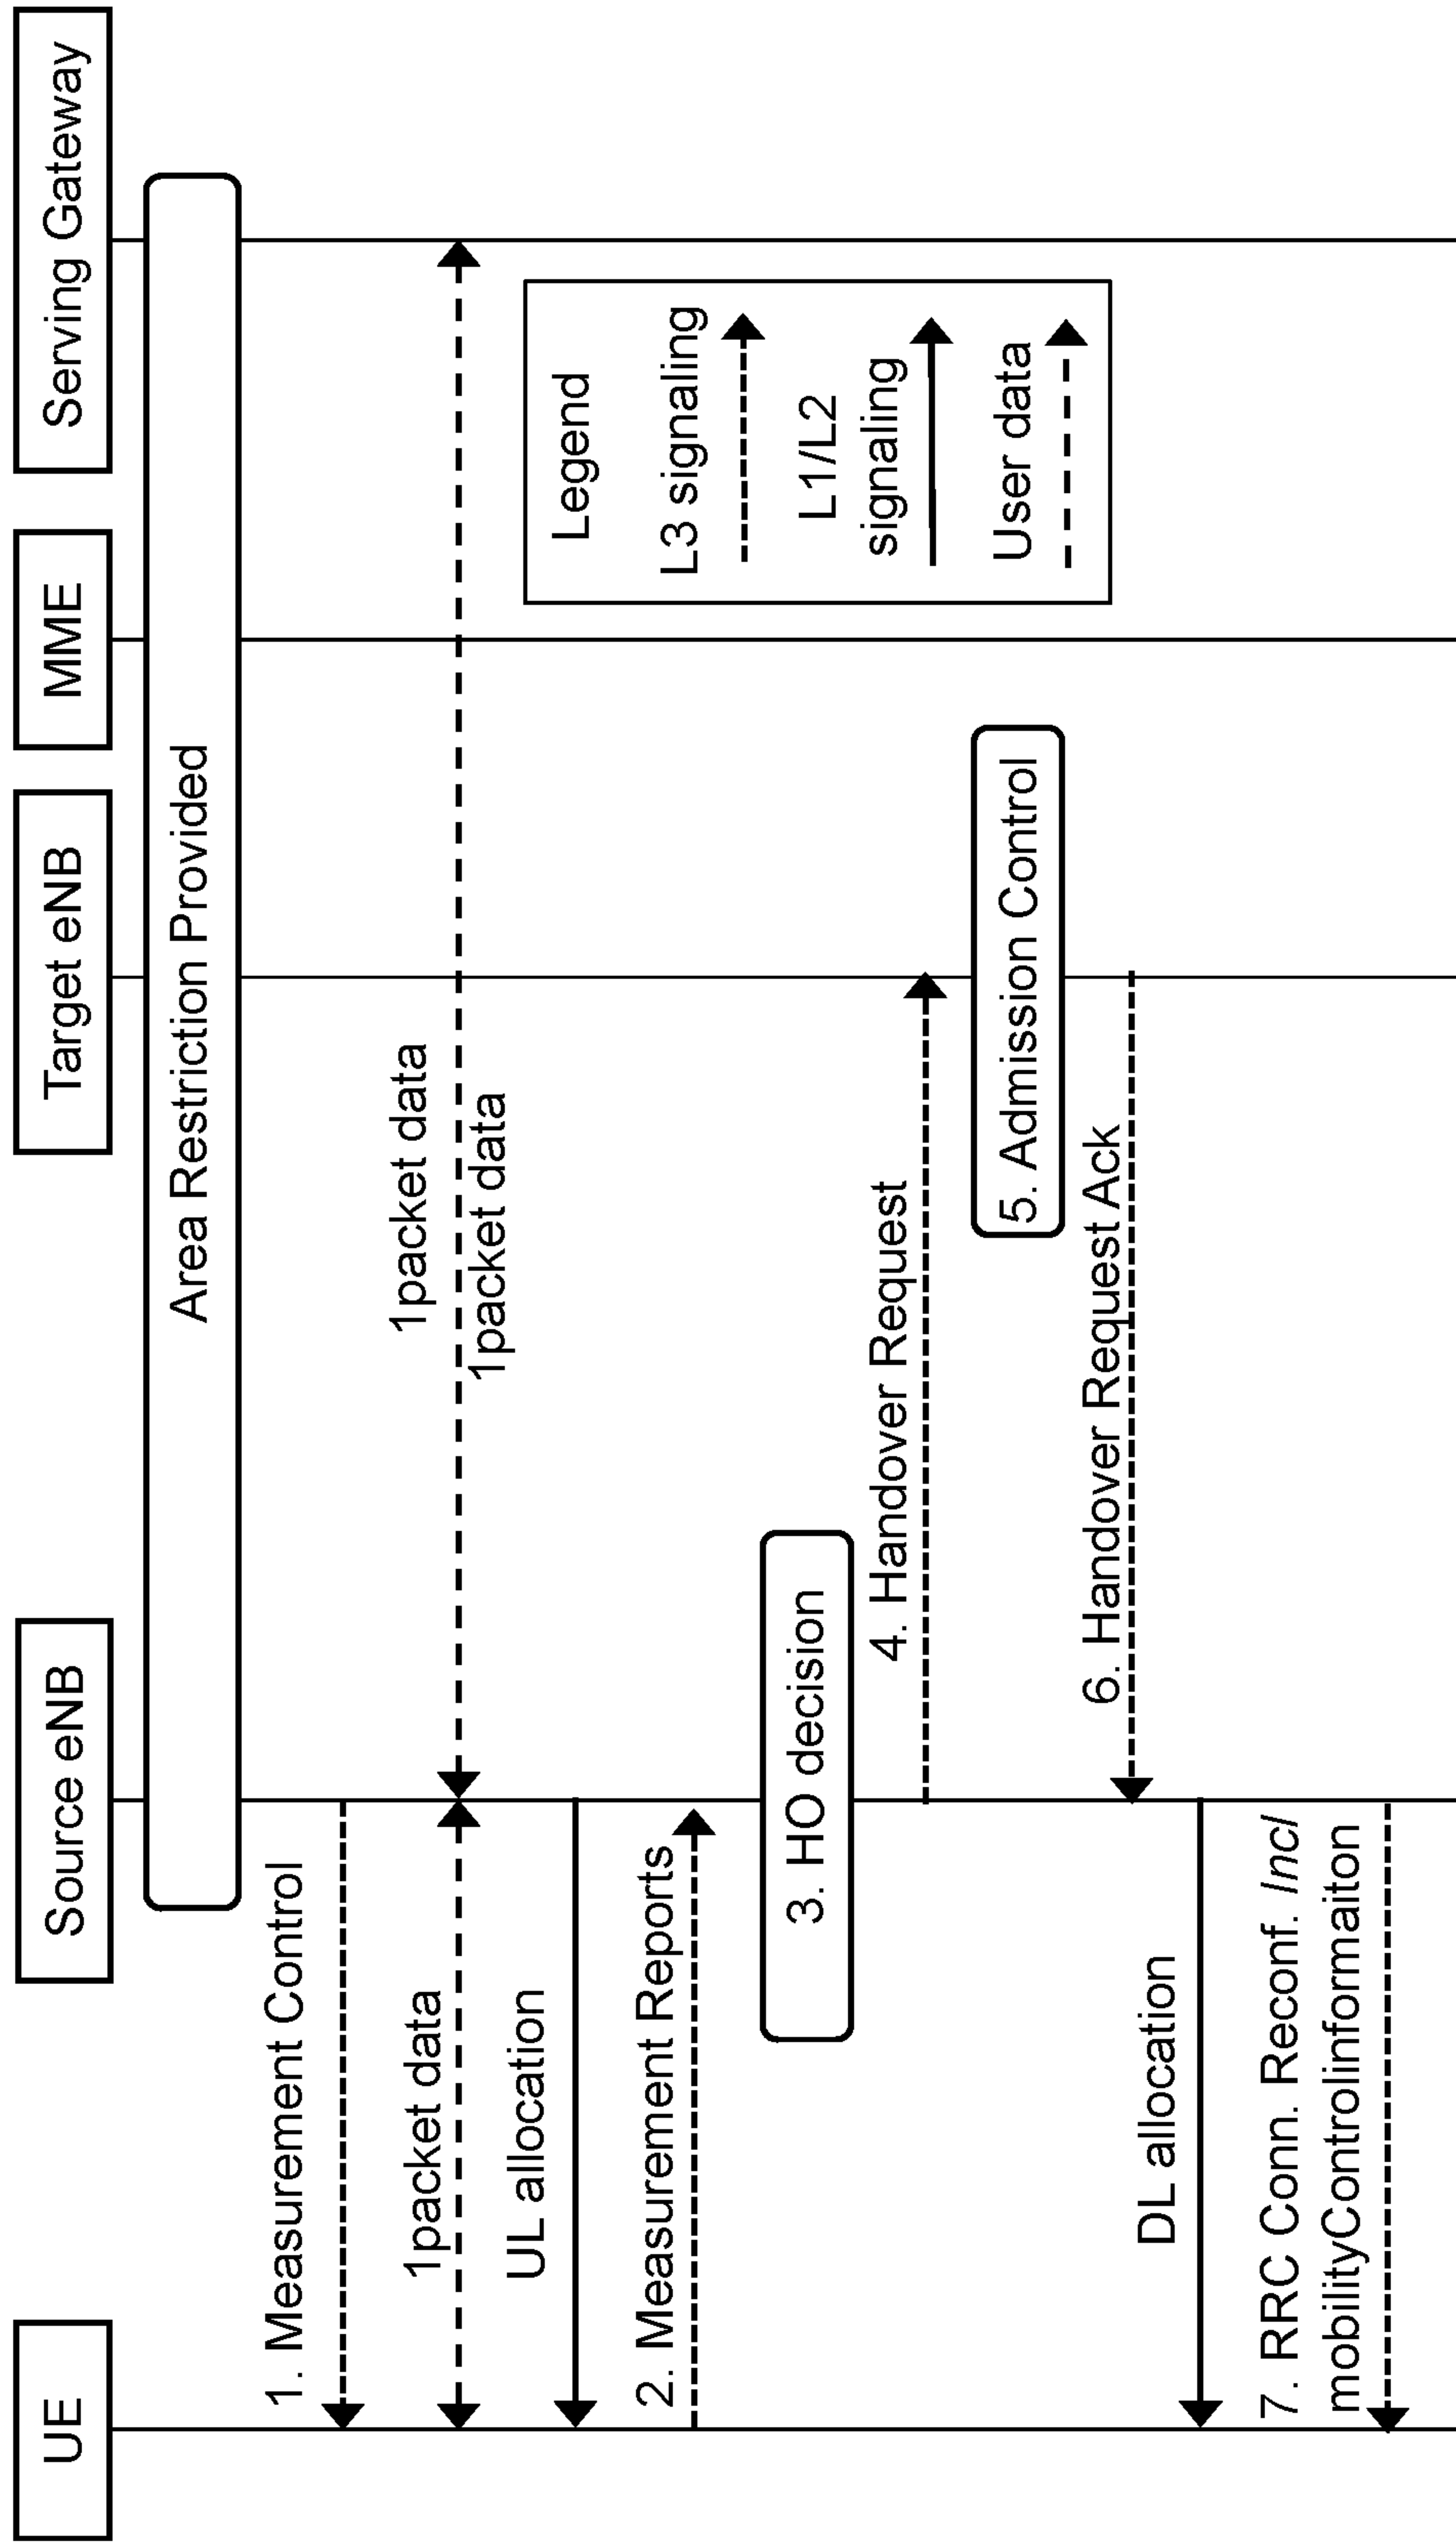 UE
Source eNB
Target eNB
MME
Serving Gateway
Area Restriction Provided
1. Measurement Control
1packet data
1packet data
1packet data
UL allocation
2. Measurement Reports
3. HO decision
4. Handover Request
5. Admission Control
6. Handover Request Ack
DL allocation
7. RRC Conn. Reconf. Incl
mobilityControlinformaiton
Legend
L3 signaling
L1/L2
signaling
User data